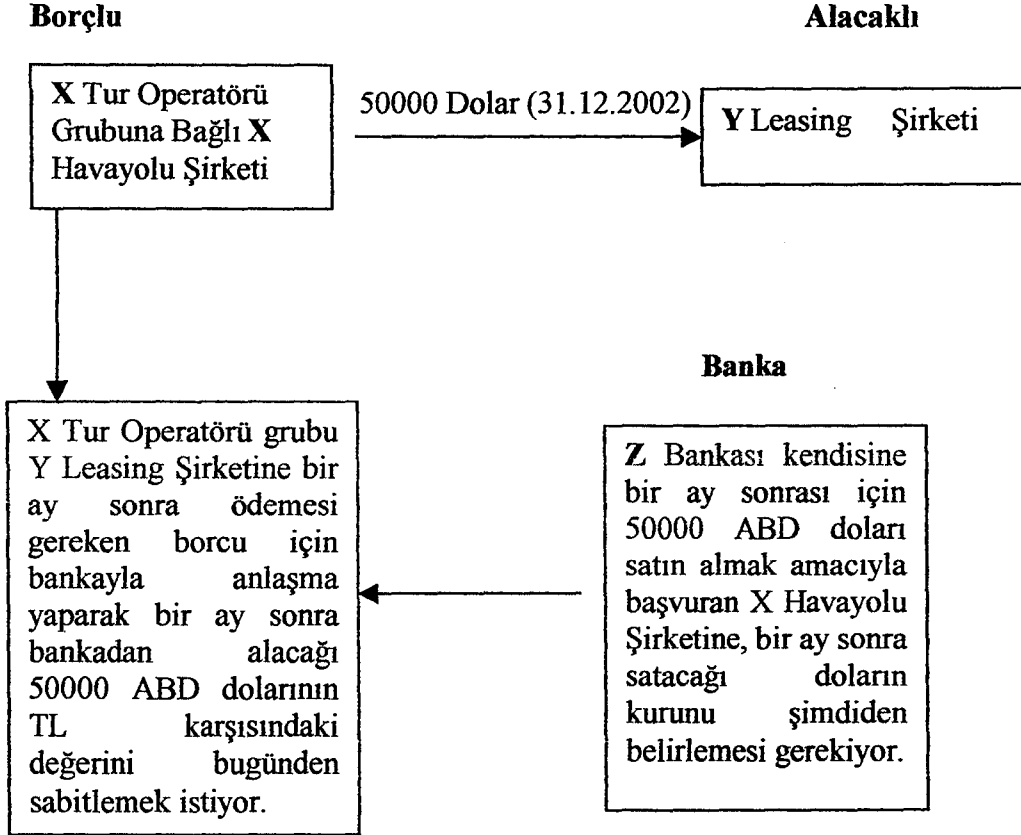 Borçlu
Alacaklı
X Tur Operatörü
Grubuna Bağlı X
Havayolu Şirketi
50000 Dolar (31.12.2002)
Y Leasing Şirketi
X Tur Operatörü grubu
Y Leasing Şirketine bir
ay sonra ödemesi
gereken borcu için
bankayla anlaşma
yaparak bir ay sonra
bankadan alacağı
50000 ABD dolarının
TL karşısındaki
değerini bugünden
sabitlemek istiyor.
Banka
Z Bankası kendisine
bir ay sonrası için
50000 ABD doları
satın almak amacıyla
başvuran X Havayolu
Şirketine, bir ay sonra
satacağı doların
kurunu şimdiden
belirlemesi gerekiyor.